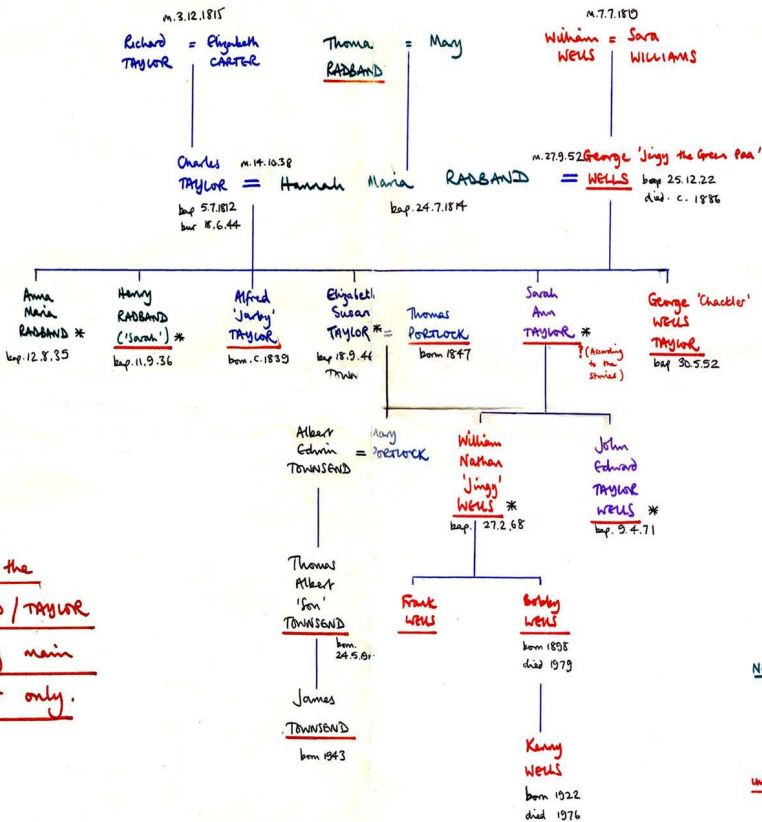 m.3.12.1815
m.7.7.1819
Richard = Elizabeth
TAYLOR CARTER
Thoma = Mary
RADBAND
William = Sara
WELLS WILLIAMS
Charles m.14.10.38
TAYLOR = Hannah Maria RADBAND =
bap 5.7.1812
bur 18.6.44
bap.24.7.1814
m.27.9.52 George 'Jingy the Green Paa'
WELLS bap 25.12.22
died. c. 1886
Anna
Maria
RADBAND *
bap.12.8.35
Henry
RADBAND
('Sarah') *
bap.11.9.36
Alfred
'Jarby'
TAYLOR
born.c.1839
Elizabeth
Susan
TAYLOR * =
bap 18.9.46
Thomas
PORTLOCK
born 1847
Sarah
Ann
TAYLOR *
? (According
to the
stories)
George 'Chackler'
WELLS
TAYLOR
bap 30.5.52
Albert
Edwin = Mary
TOWNSEND PORTLOCK
William
Nathan
'Jingy'
WELLS *
bap. 27.2.68
John
Edward
TAYLOR
WELLS *
bap. 9.4.71
the
/ TAYLOR
main
only.
Thomas
Albert
'Son'
TOWNSEND
born.
Frank
WELLS
Bobby
WELLS
born 1898
died 1979
James
TOWNSEND
born 1943
Kenny
WELLS
born 1922
died 1976